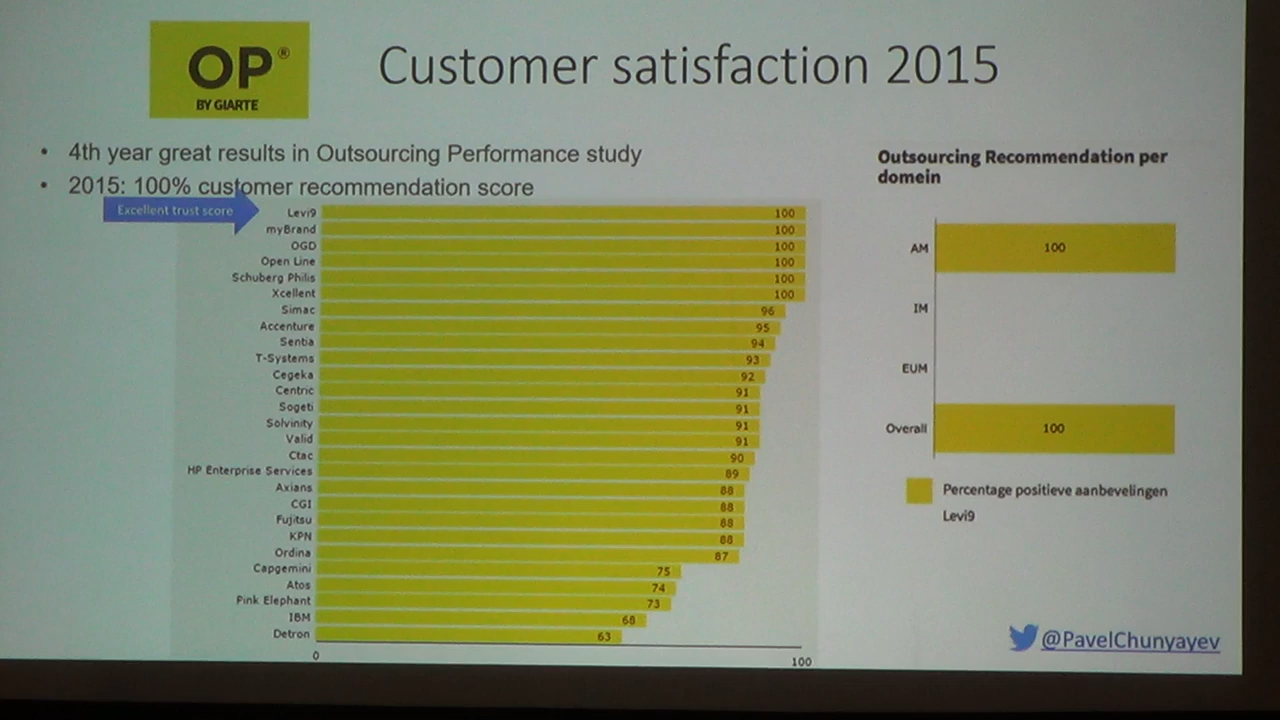 OP®
BY GIARTE
Customer satisfaction 2015
• 4th year great results in Outsourcing Performance study
• 2015: 100% customer recommendation score
Excellent trust score
Levi9 100
myBrand 100
OGD 100
Open Line 100
Schuberg Philis 100
Xcellent 100
Simac 96
Accenture 95
Sentia 94
T-Systems 93
Cegeka 92
Centric 91
Sogeti 91
Solvinity 91
Valid 91
Ctac 90
HP Enterprise Services 89
Axians 88
CGI 88
Fujitsu 88
KPN 88
Ordina 87
Capgemini 75
Atos 74
Pink Elephant 73
IBM 68
Detron 63
0 100
Outsourcing Recommendation per
domein
AM 100
IM
EUM
Overall 100
Percentage positieve aanbevelingen
Levi9
@PavelChunyayev